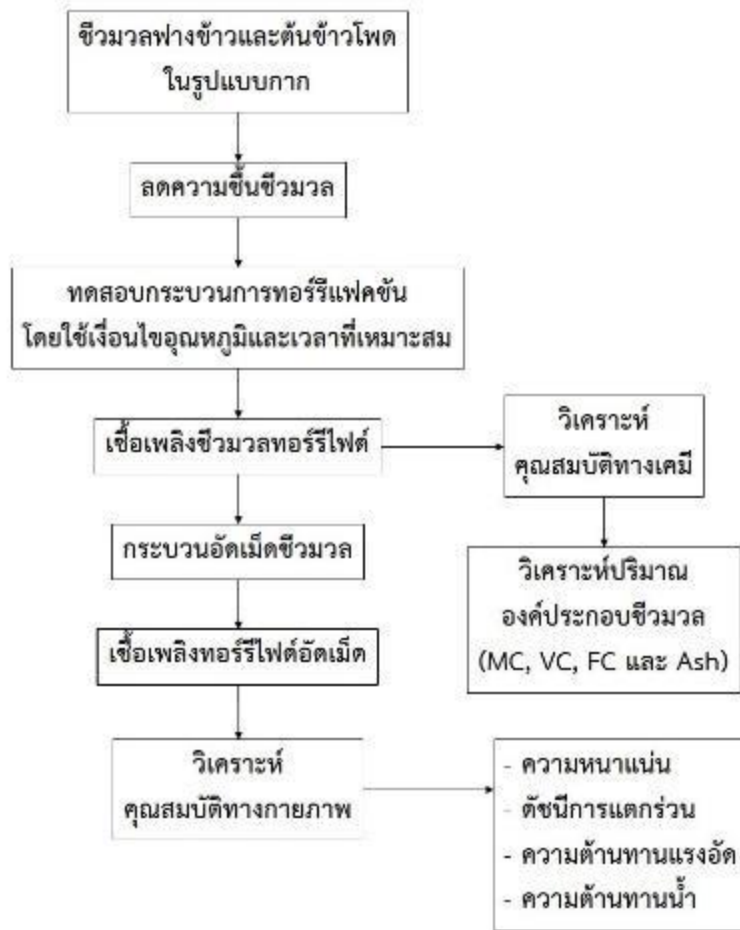 ชีวมวลฟางข้าวและต้นข้าวโพด
ในรูปแบบกาก
ลดความชื้นชีวมวล
ทดสอบกระบวนการทอร์รีแฟคชัน
โดยใช้เงื่อนไขอุณหภูมิและเวลาที่เหมาะสม
เชื้อเพลิงชีวมวลทอร์รีไฟต์
วิเคราะห์
คุณสมบัติทางเคมี
กระบวนอัดเม็ดชีวมวล
วิเคราะห์ปริมาณ
องค์ประกอบชีวมวล
(MC, VC, FC และ Ash)
เชื้อเพลิงทอร์รีไฟต์อัดเม็ด
วิเคราะห์
คุณสมบัติทางกายภาพ
- ความหนาแน่น
- ดัชนีการแตกร่วน
- ความต้านทานแรงอัด
- ความต้านทานน้ำ